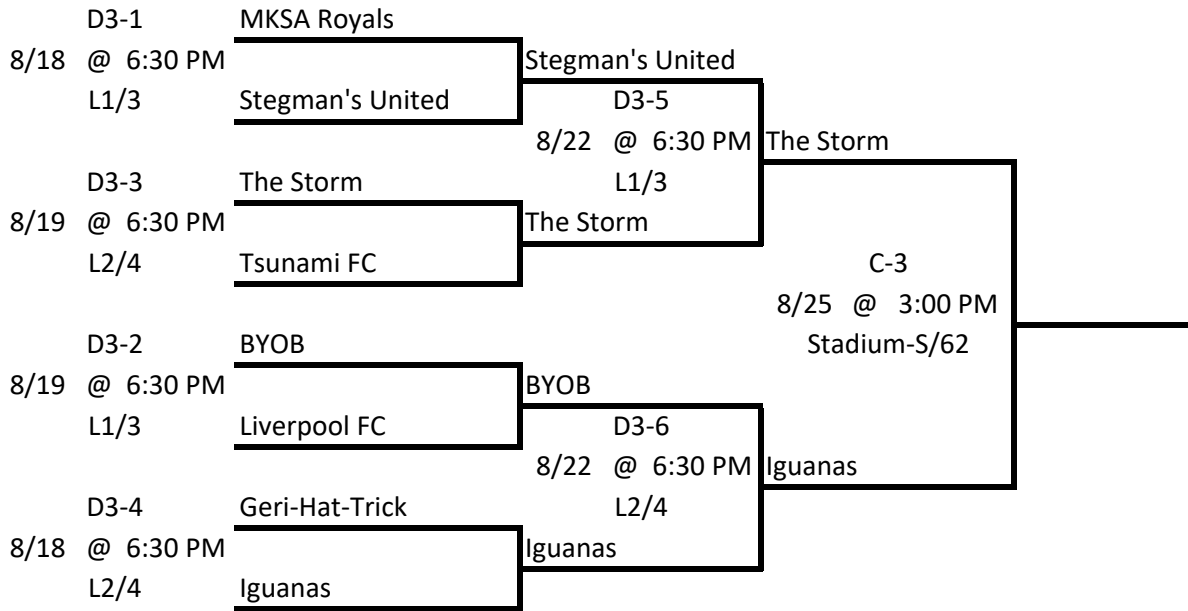 D3-1 MKSA Royals
8/18 @ 6:30 PM Stegman's United
L1/3 Stegman's United D3-5
8/22 @ 6:30 PM The Storm
D3-3 The Storm L1/3
8/19 @ 6:30 PM The Storm
L2/4 Tsunami FC C-3
8/25 @ 3:00 PM
D3-2 BYOB Stadium-S/62
8/19 @ 6:30 PM BYOB
L1/3 Liverpool FC D3-6
8/22 @ 6:30 PM Iguanas
D3-4 Geri-Hat-Trick L2/4
8/18 @ 6:30 PM Iguanas
L2/4 Iguanas